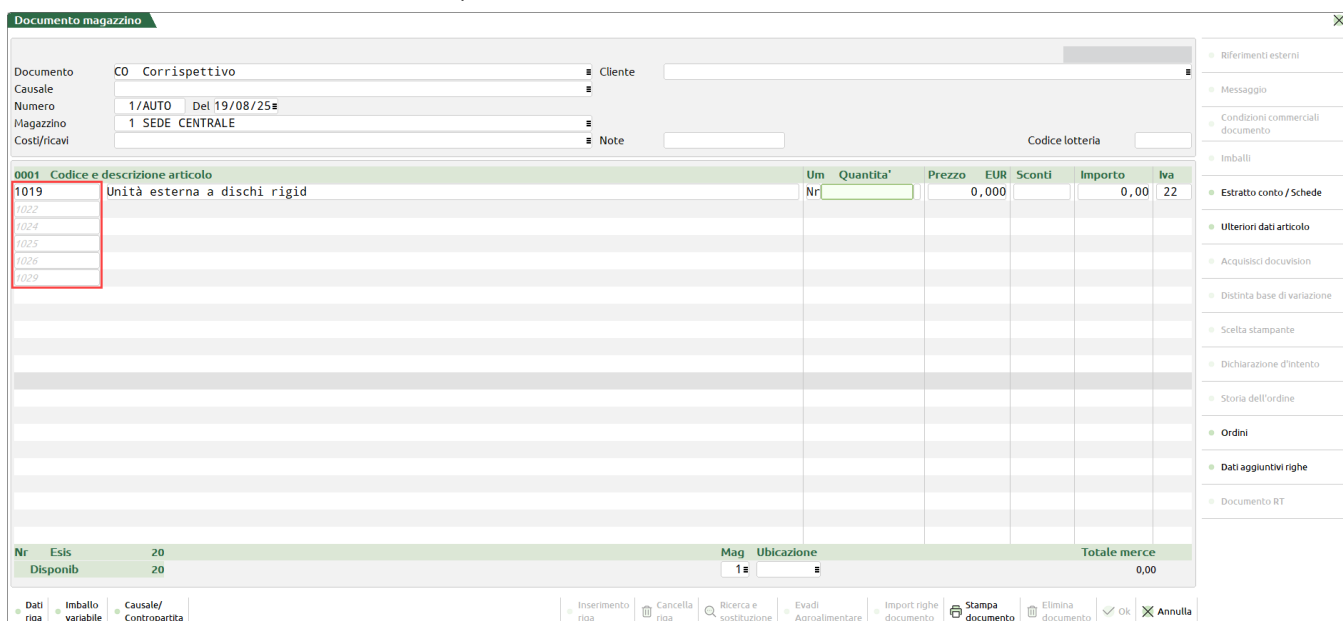 Documento magazzino
Riferimenti esterni
Documento CO Corrispettivo Cliente
Causale
Messaggio
Numero 1/AUTO Del 19/08/25
Magazzino 1 SEDE CENTRALE
Condizioni commerciali
documento
Costi/ricavi Note Codice lotteria
Imballi
0001 Codice e descrizione articolo Um Quantita' Prezzo EUR Sconti Importo Iva
1019 Unità esterna a dischi rigid Nr 0,000 0,00 22
Estratto conto / Schede
1022
1024
Ulteriori dati articolo
1025
1026
Acquisisci docuvision
1029
Distinta base di variazione
Scelta stampante
Dichiarazione d'intento
Storia dell'ordine
Ordini
Dati aggiuntivi righe
Documento RT
Nr Esis 20 Mag Ubicazione Totale merce
Disponib 20 1 0,00
Dati
riga
Imballo
variabile
Causale/
Contropartita
Inserimento
riga
Cancella
riga
Ricerca e
sostituzione
Evadi
Agroalimentare
Import righe
documento
Stampa
documento
Elimina
documento
Ok
Annulla